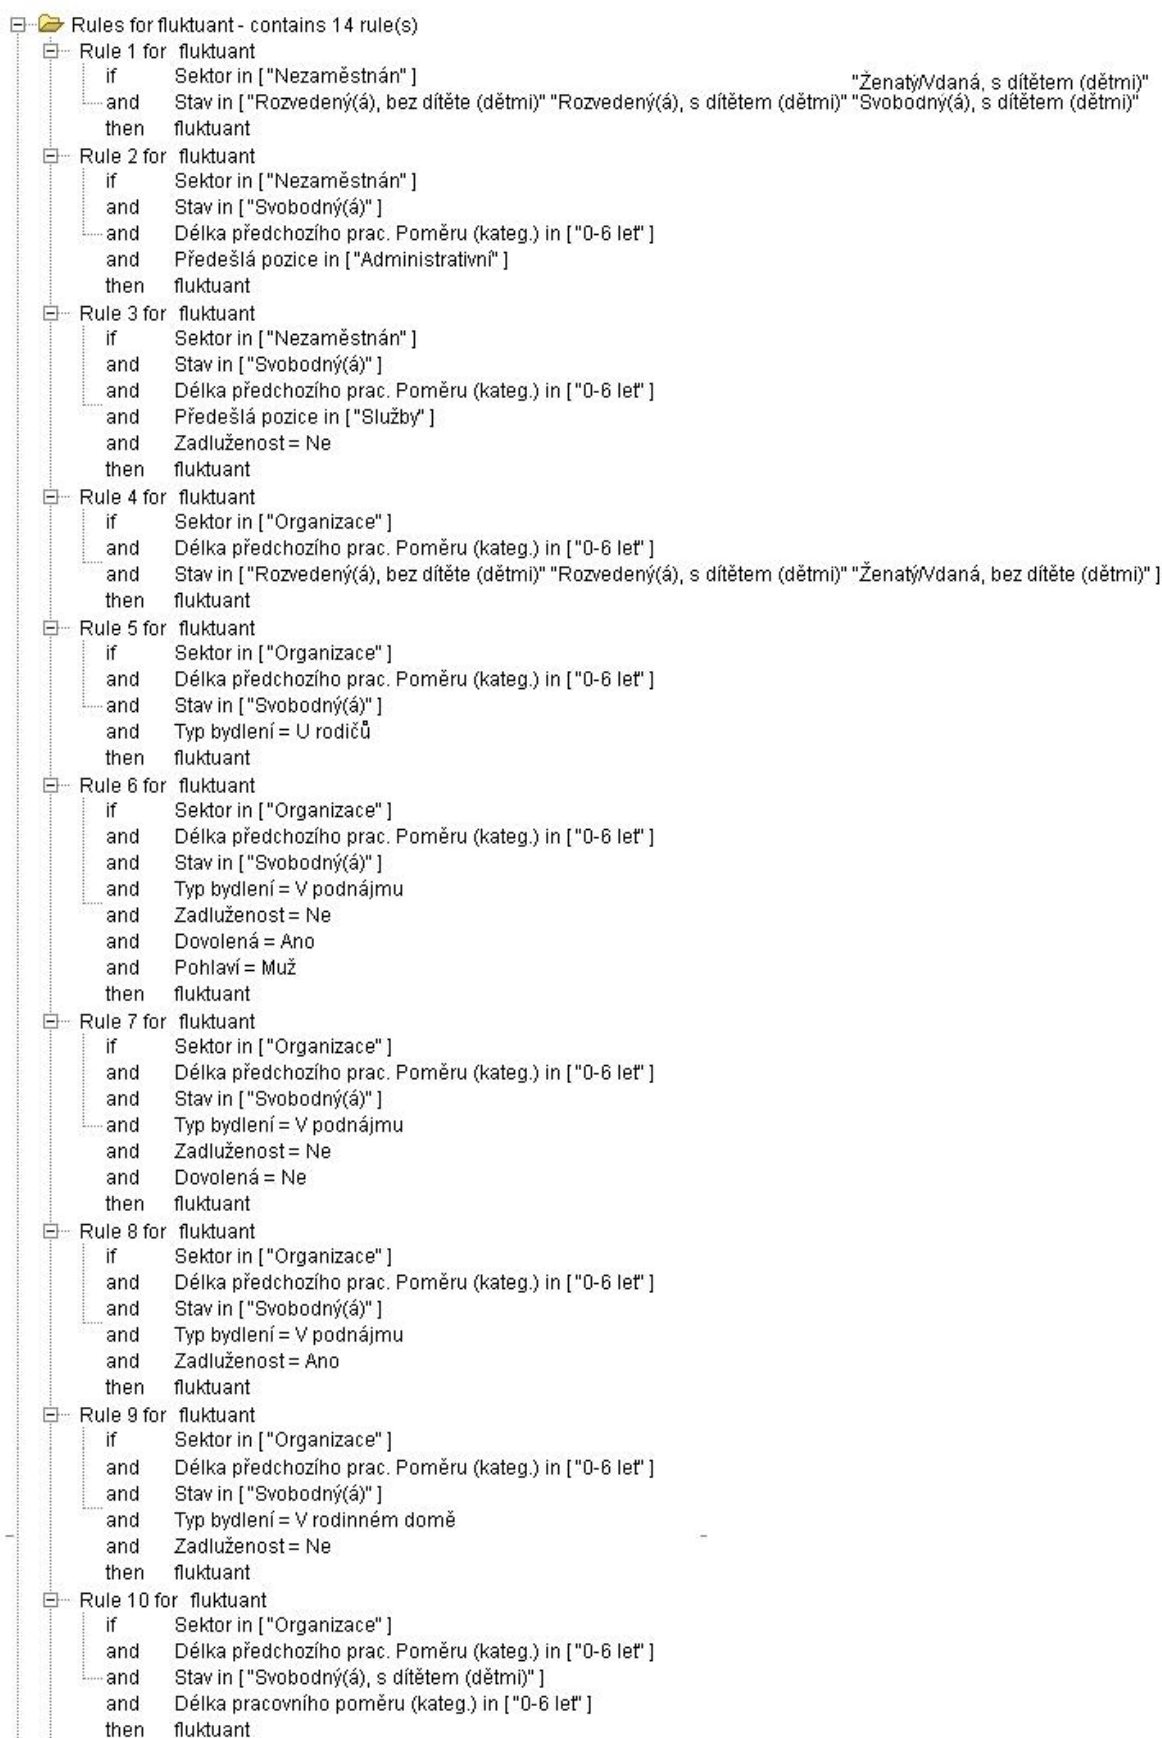 Rules for fluktuant - contains 14 rule(s)
Rule 1 for fluktuant
if Sektor in ["Nezaměstnán" ]
"Ženatý/Vdaná, s dítětem (dětmi)"
and Stav in ["Rozvedený(á), bez dítěte (dětmi)" "Rozvedený(á), s dítětem (dětmi)" "Svobodný(á), s dítětem (dětmi)"
then fluktuant
Rule 2 for fluktuant
if Sektor in ["Nezaměstnán" ]
and Stav in ["Svobodný(á)" ]
and Délka předchozího prac. Poměru (kateg.) in ["0-6 let" ]
and Předešlá pozice in ["Administrativní" ]
then fluktuant
Rule 3 for fluktuant
if Sektor in ["Nezaměstnán" ]
and Stav in ["Svobodný(á)" ]
and Délka předchozího prac. Poměru (kateg.) in ["0-6 let" ]
and Předešlá pozice in ["Služby" ]
and Zadluženost = Ne
then fluktuant
Rule 4 for fluktuant
if Sektor in ["Organizace" ]
and Délka předchozího prac. Poměru (kateg.) in ["0-6 let" ]
and Stav in ["Rozvedený(á), bez dítěte (dětmi)" "Rozvedený(á), s dítětem (dětmi)" "Ženatý/Vdaná, bez dítěte (dětmi)" ]
then fluktuant
Rule 5 for fluktuant
if Sektor in ["Organizace" ]
and Délka předchozího prac. Poměru (kateg.) in ["0-6 let" ]
and Stav in ["Svobodný(á)" ]
and Typ bydlení = U rodičů
then fluktuant
Rule 6 for fluktuant
if Sektor in ["Organizace" ]
and Délka předchozího prac. Poměru (kateg.) in ["0-6 let" ]
and Stav in ["Svobodný(á)" ]
and Typ bydlení = V podnájmu
and Zadluženost = Ne
and Dovolená = Ano
and Pohlaví = Muž
then fluktuant
Rule 7 for fluktuant
if Sektor in ["Organizace" ]
and Délka předchozího prac. Poměru (kateg.) in ["0-6 let" ]
and Stav in ["Svobodný(á)" ]
and Typ bydlení = V podnájmu
and Zadluženost = Ne
and Dovolená = Ne
then fluktuant
Rule 8 for fluktuant
if Sektor in ["Organizace" ]
and Délka předchozího prac. Poměru (kateg.) in ["0-6 let" ]
and Stav in ["Svobodný(á)" ]
and Typ bydlení = V podnájmu
and Zadluženost = Ano
then fluktuant
Rule 9 for fluktuant
if Sektor in ["Organizace" ]
and Délka předchozího prac. Poměru (kateg.) in ["0-6 let" ]
and Stav in ["Svobodný(á)" ]
and Typ bydlení = V rodinném domě
and Zadluženost = Ne
then fluktuant
Rule 10 for fluktuant
if Sektor in ["Organizace" ]
and Délka předchozího prac. Poměru (kateg.) in ["0-6 let" ]
and Stav in ["Svobodný(á), s dítětem (dětmi)" ]
and Délka pracovního poměru (kateg.) in ["0-6 let" ]
then fluktuant